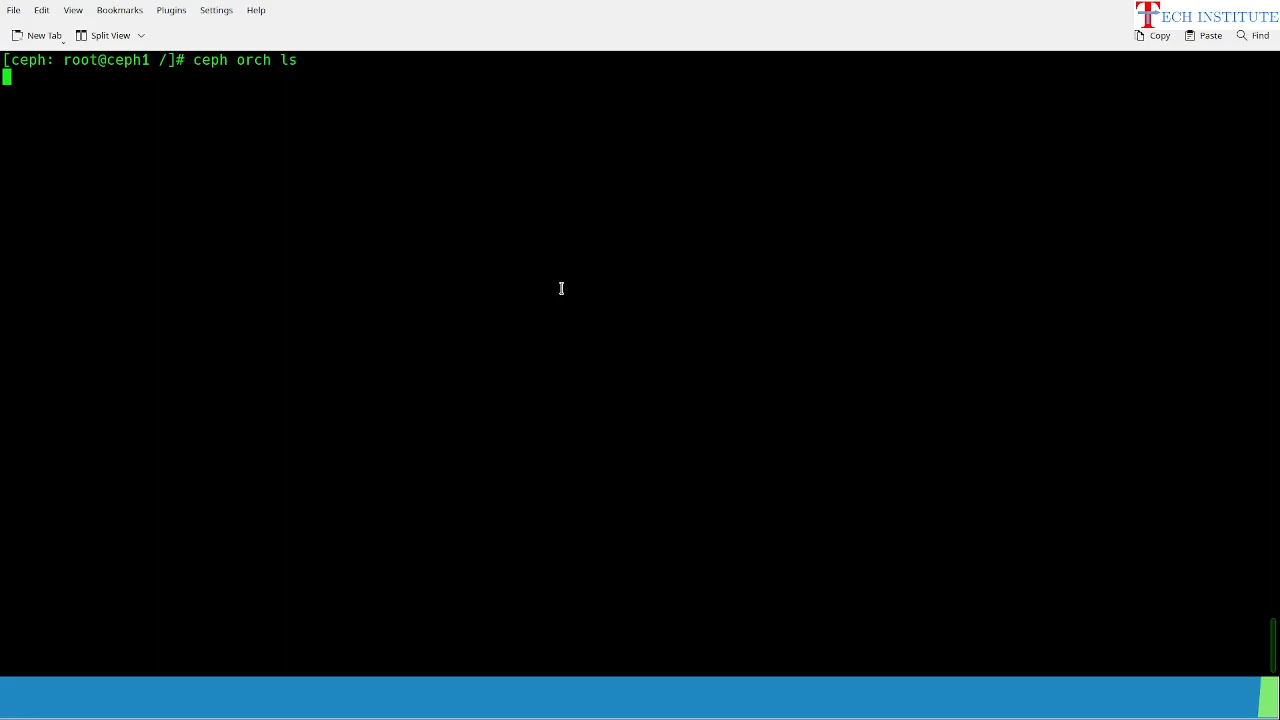 File Edit View Bookmarks Plugins Settings Help
TECH INSTITUTE
New Tab Split View Copy Paste Find
[ceph: root@ceph1 /]# ceph orch ls